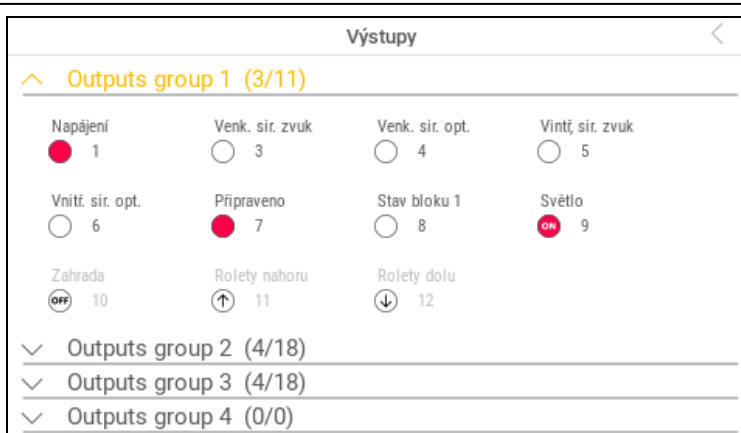 Výstupy
Outputs group 1 (3/11)
Napájení Venk. sir. zvuk Venk. sir. opt. Vintř, sir. zvuk
1 3 4 5
Vnitř. sir. opt. Připraveno Stav bloku 1 Světlo
6 7 8 ON 9
Zahrada Rolety nahoru Rolety dolu
OFF 10 11 12
Outputs group 2 (4/18)
Outputs group 3 (4/18)
Outputs group 4 (0/0)